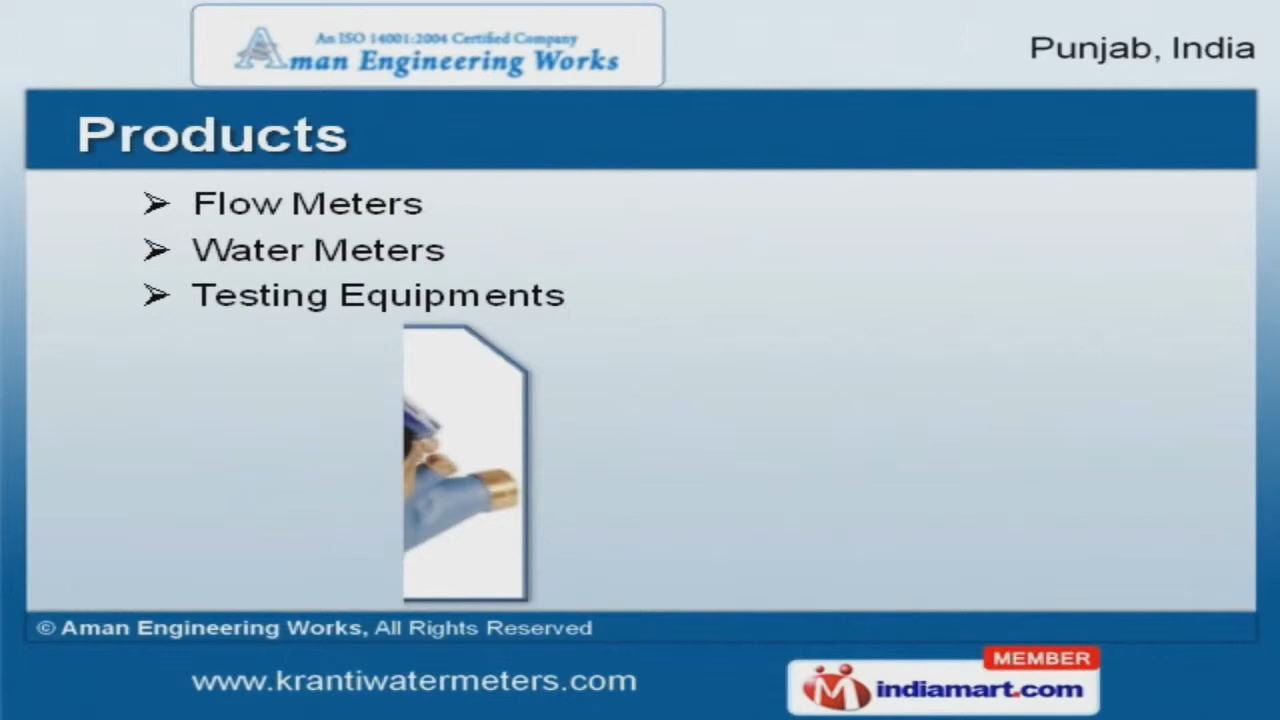 An ISO 14001:2004 Certified Company
Aman Engineering Works
Punjab, India
Products
Flow Meters
Water Meters
Testing Equipments
© Aman Engineering Works, All Rights Reserved
www.krantiwatermeters.com
MEMBER
indiamart.com